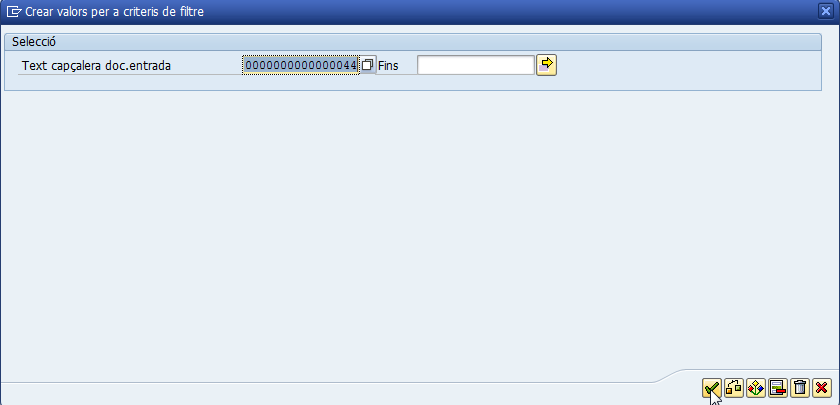 Crear valors per a criteris de filtre
Selecció
Text capçalera doc.entrada 0000000000000044 Fins